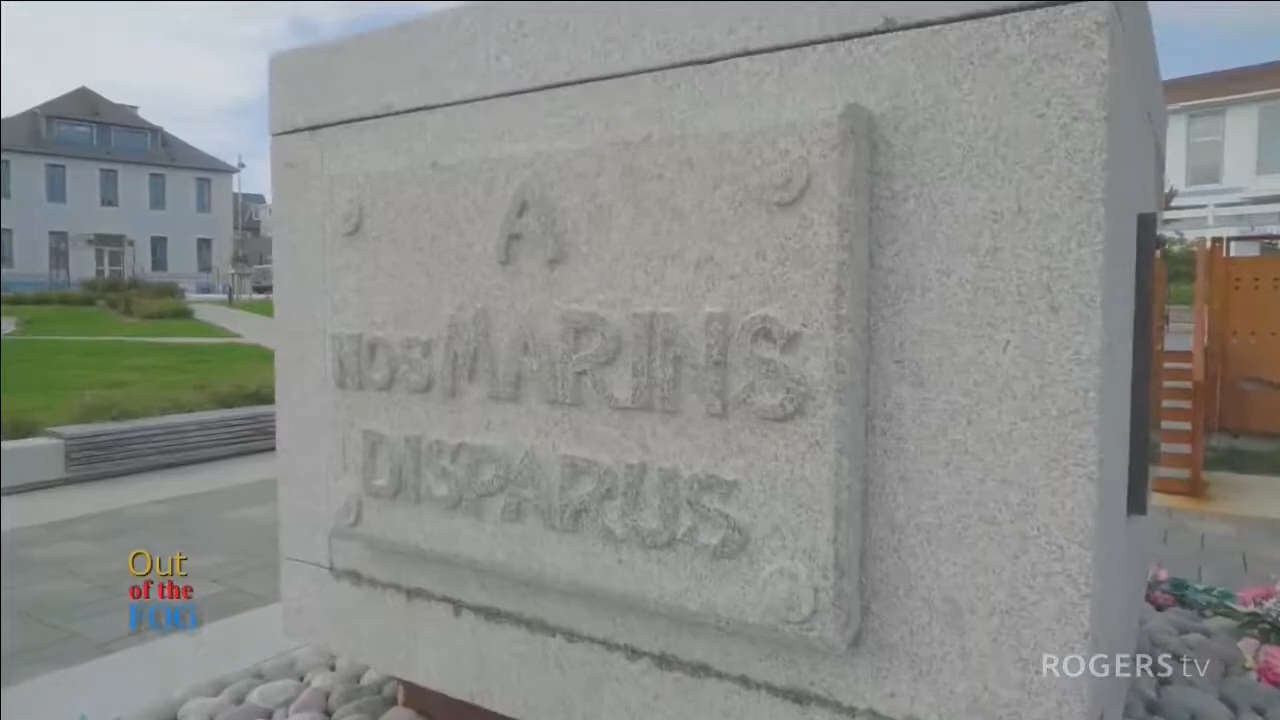 A
NOS MARINS
DISPARUS
Out
of the
FOG
ROGERS tv